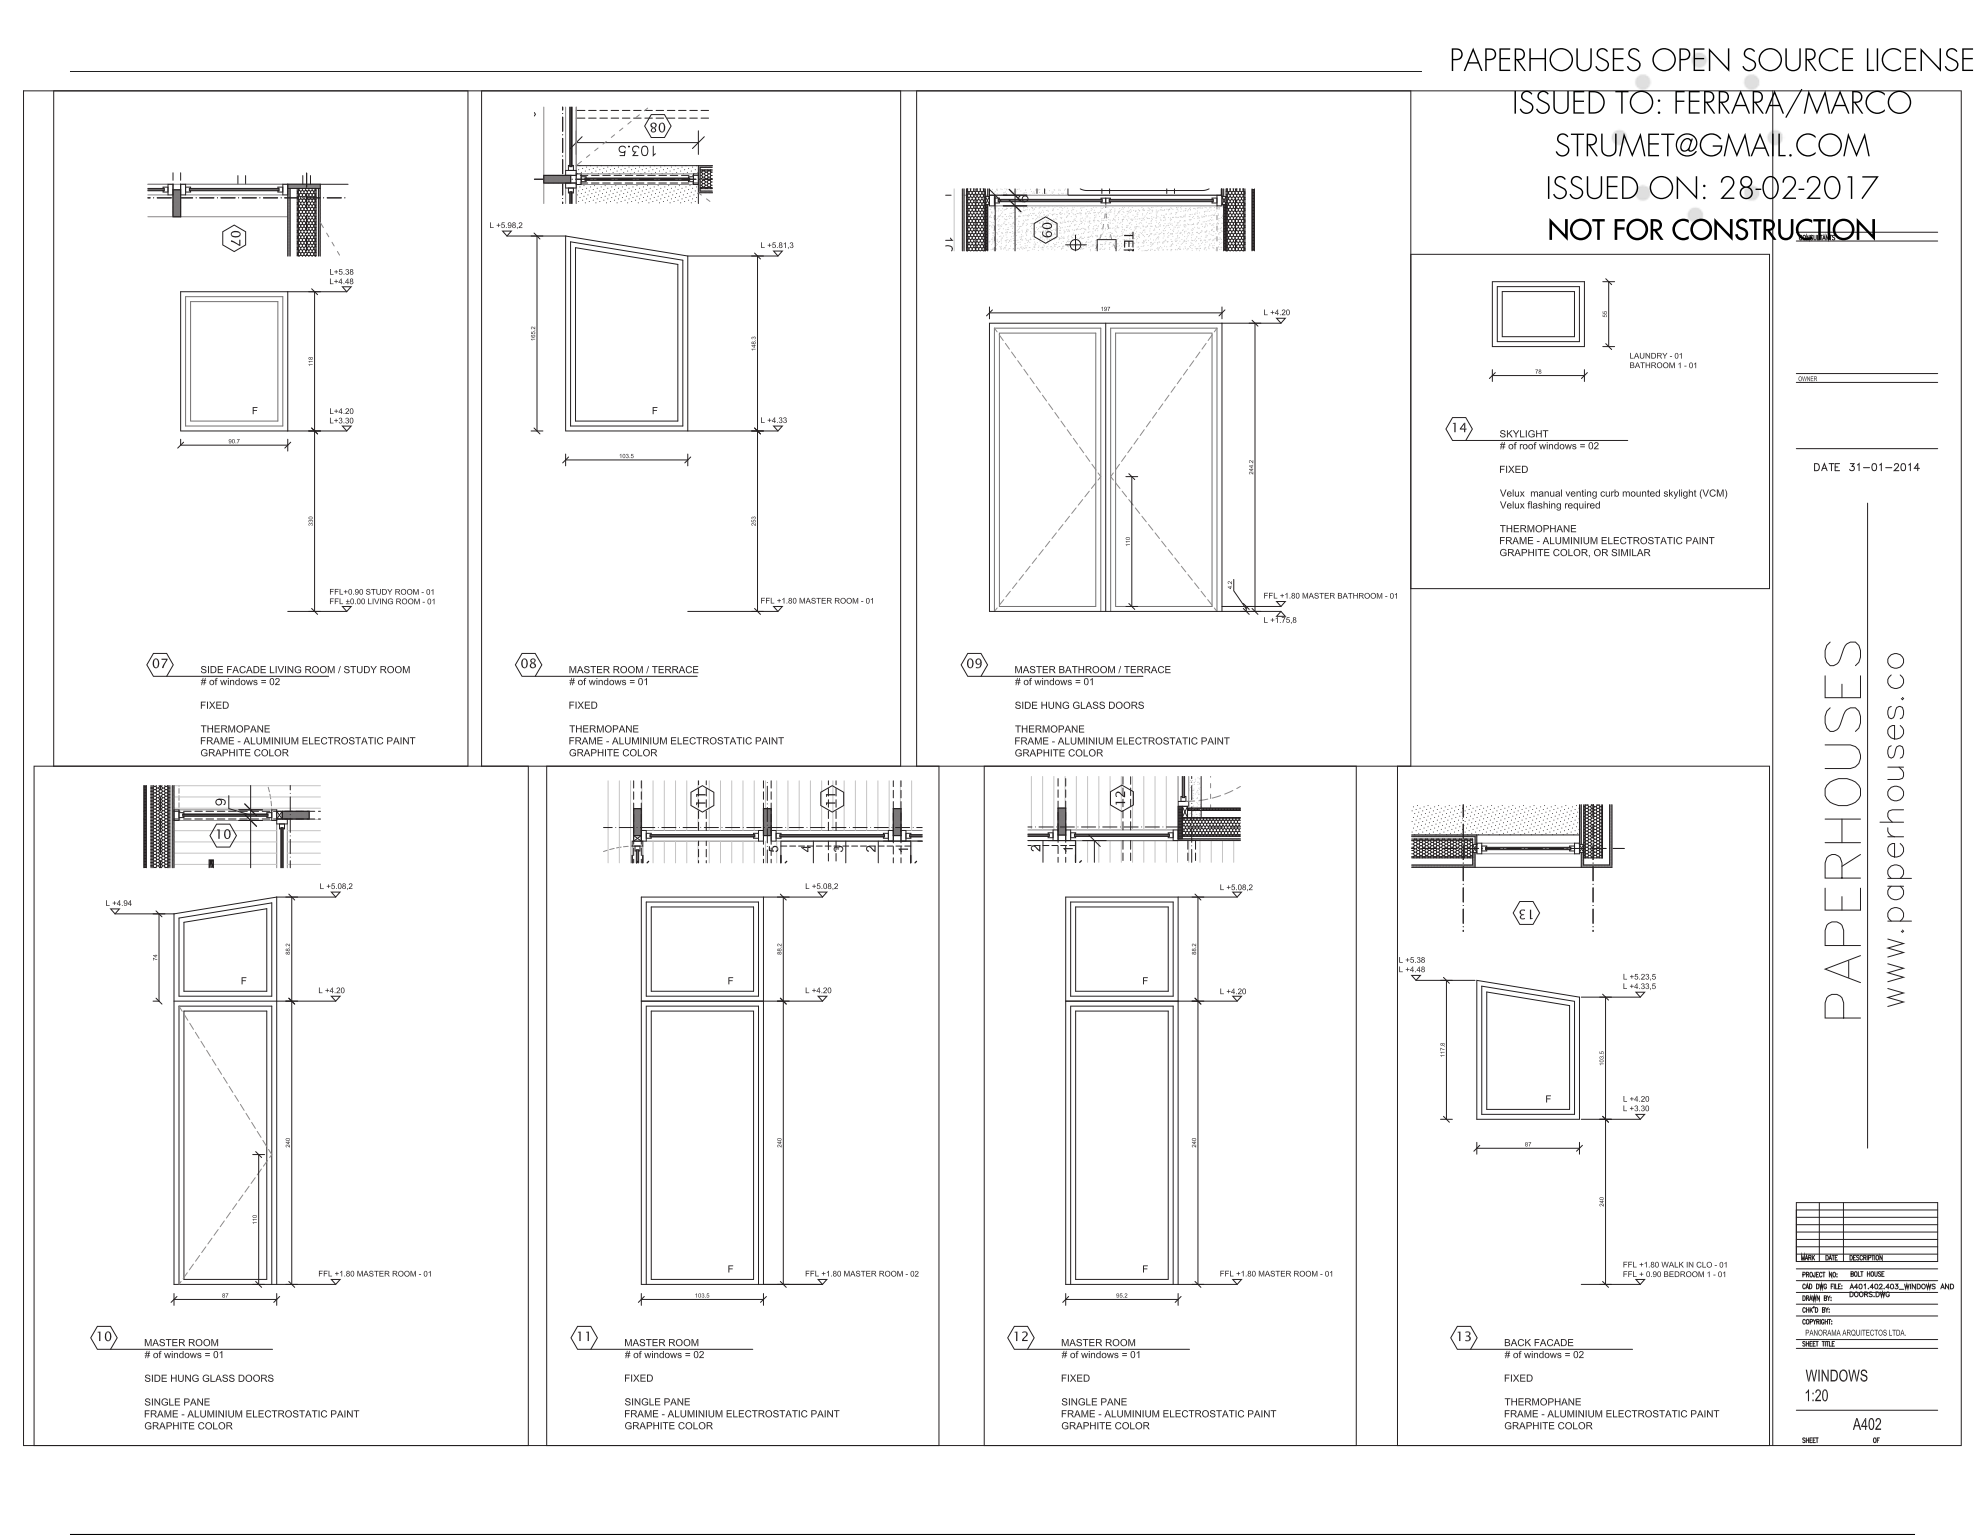 PAPERHOUSES OPEN SOURCE LICENSE
ISSUED TO: FERRARA/MARCO
STRUMET@GMAIL.COM
ISSUED ON: 28-02-2017
NOT FOR CONSTRUCTION
07
L+5.38
L+4.48
118
F
L+4.20
L+3.30
90.7
330
FFL+0.90 STUDY ROOM - 01
FFL ±0.00 LIVING ROOM - 01
07
SIDE FACADE LIVING ROOM / STUDY ROOM
# of windows = 02
FIXED
THERMOPANE
FRAME - ALUMINIUM ELECTROSTATIC PAINT
GRAPHITE COLOR
08
103.5
L +5.98,2
L +5.81,3
165.2
148.3
F
L +4.33
103.5
253
FFL +1.80 MASTER ROOM - 01
08
MASTER ROOM / TERRACE
# of windows = 01
FIXED
THERMOPANE
FRAME - ALUMINIUM ELECTROSTATIC PAINT
GRAPHITE COLOR
09
197
L +4.20
244.2
110
4.2
FFL +1.80 MASTER BATHROOM - 01
L +1.75,8
09
MASTER BATHROOM / TERRACE
# of windows = 01
SIDE HUNG GLASS DOORS
THERMOPANE
FRAME - ALUMINIUM ELECTROSTATIC PAINT
GRAPHITE COLOR
55
LAUNDRY - 01
BATHROOM 1 - 01
78
14
SKYLIGHT
# of roof windows = 02
FIXED
Velux manual venting curb mounted skylight (VCM)
Velux flashing required
THERMOPHANE
FRAME - ALUMINIUM ELECTROSTATIC PAINT
GRAPHITE COLOR, OR SIMILAR
9
10
L +5.08,2
L +4.94
74
88.2
F
L +4.20
240
110
FFL +1.80 MASTER ROOM - 01
87
10
MASTER ROOM
# of windows = 01
SIDE HUNG GLASS DOORS
SINGLE PANE
FRAME - ALUMINIUM ELECTROSTATIC PAINT
GRAPHITE COLOR
11
11
5
4
3
2
1
L +5.08,2
88.2
F
L +4.20
240
F
FFL +1.80 MASTER ROOM - 02
103.5
11
MASTER ROOM
# of windows = 02
FIXED
SINGLE PANE
FRAME - ALUMINIUM ELECTROSTATIC PAINT
GRAPHITE COLOR
12
2
1
L +5.08,2
88.2
F
L +4.20
240
F
FFL +1.80 MASTER ROOM - 01
95.2
12
MASTER ROOM
# of windows = 01
FIXED
SINGLE PANE
FRAME - ALUMINIUM ELECTROSTATIC PAINT
GRAPHITE COLOR
13
L +5.38
L +4.48
L +5.23,5
L +4.33,5
117.8
103.5
F
L +4.20
L +3.30
87
240
FFL +1.80 WALK IN CLO - 01
FFL + 0.90 BEDROOM 1 - 01
13
BACK FACADE
# of windows = 02
FIXED
THERMOPHANE
FRAME - ALUMINIUM ELECTROSTATIC PAINT
GRAPHITE COLOR
CONSULTANTS
OWNER
DATE 31-01-2014
PAPERHOUSES
www.paperhouses.co
MARK DATE DESCRIPTION
PROJECT NO: BOLT HOUSE
CAD DWG FILE: A401.402.403_WINDOWS AND
DOORS.DWG
DRAWN BY:
CHK'D BY:
COPYRIGHT:
PANORAMA ARQUITECTOS LTDA.
SHEET TITLE
WINDOWS
1:20
A402
SHEET OF